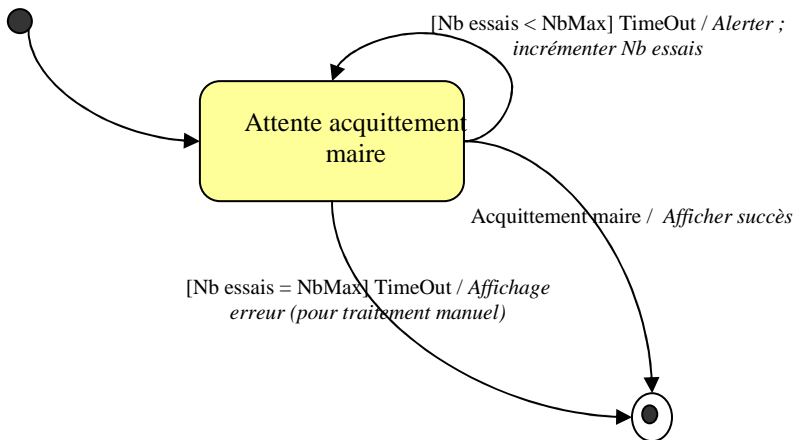 [Nb essais < NbMax] TimeOut / Alerter ;
incrémenter Nb essais
Attente acquittement
maire
Acquittement maire / Afficher succès
[Nb essais = NbMax] TimeOut / Affichage
erreur (pour traitement manuel)